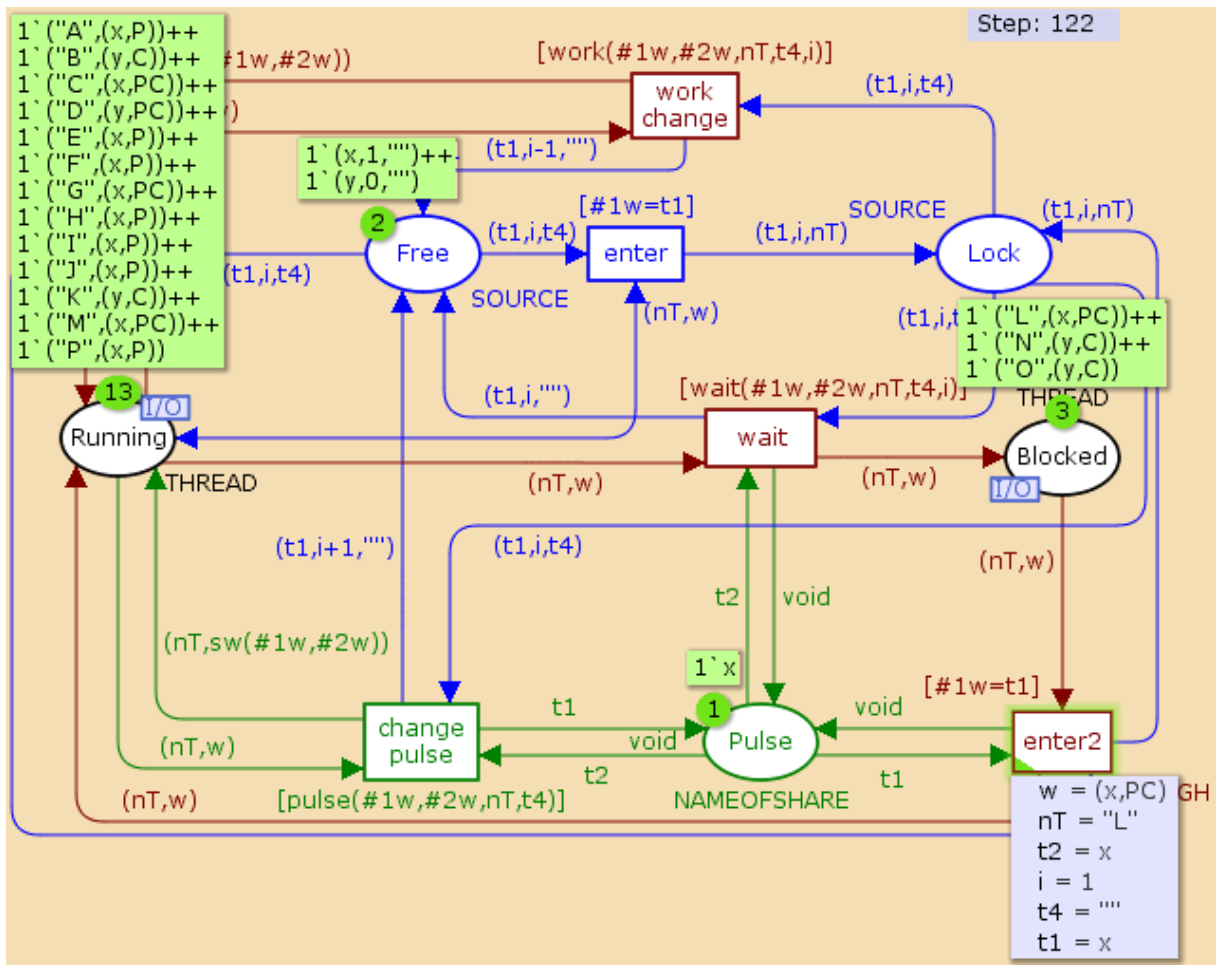 Step: 122
1`("A",(x,P))++
1`("B",(y,C))++
1`("C",(x,PC))++
1`("D",(y,PC))++
1`("E",(x,P))++
1`("F",(x,P))++
1`("G",(x,PC))++
1`("H",(x,P))++
1`("I",(x,P))++
1`("J",(x,P))++
1`("K",(y,C))++
1`("M",(x,PC))++
1`("P",(x,P))
#1w,#2w))
[work(#1w,#2w,nT,t4,i)]
work
change
(t1,i,t4)
)
(t1,i-1,"")
1`(x,1,"")++
1`(y,0,"")
2
Free
SOURCE
(t1,i,t4)
(t1,i,t4)
[#1w=t1]
enter
(t1,i,nT)
SOURCE
Lock
(t1,i,nT)
(nT,w)
(t1,i,t
1`("L",(x,PC))++
1`("N",(y,C))++
1`("O",(y,C))
(t1,i,"")
[wait(#1w,#2w,nT,t4,i)]
wait
THREAD
3
Blocked
I/O
13
I/O
Running
THREAD
(nT,w)
(nT,w)
(t1,i+1,"")
(t1,i,t4)
(nT,w)
t2
void
(nT,sw(#1w,#2w))
1`x
1
Pulse
NAMEOFSHARE
[#1w=t1]
enter2
t1
void
t2
void
t1
change
pulse
[pulse(#1w,#2w,nT,t4)]
(nT,w)
(nT,w)
GH
w = (x,PC)
nT = "L"
t2 = x
i = 1
t4 = ""
t1 = x